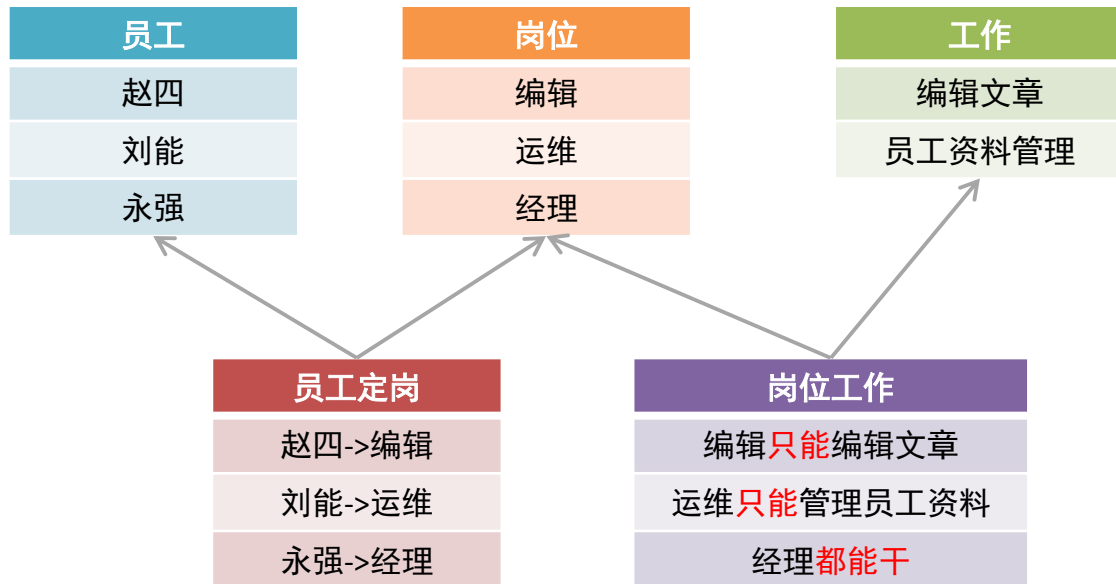 员工
赵四
刘能
永强
岗位
编辑
运维
经理
工作
编辑文章
员工资料管理
员工定岗
赵四->编辑
刘能->运维
永强->经理
岗位工作
编辑只能编辑文章
运维只能管理员工资料
经理都能干